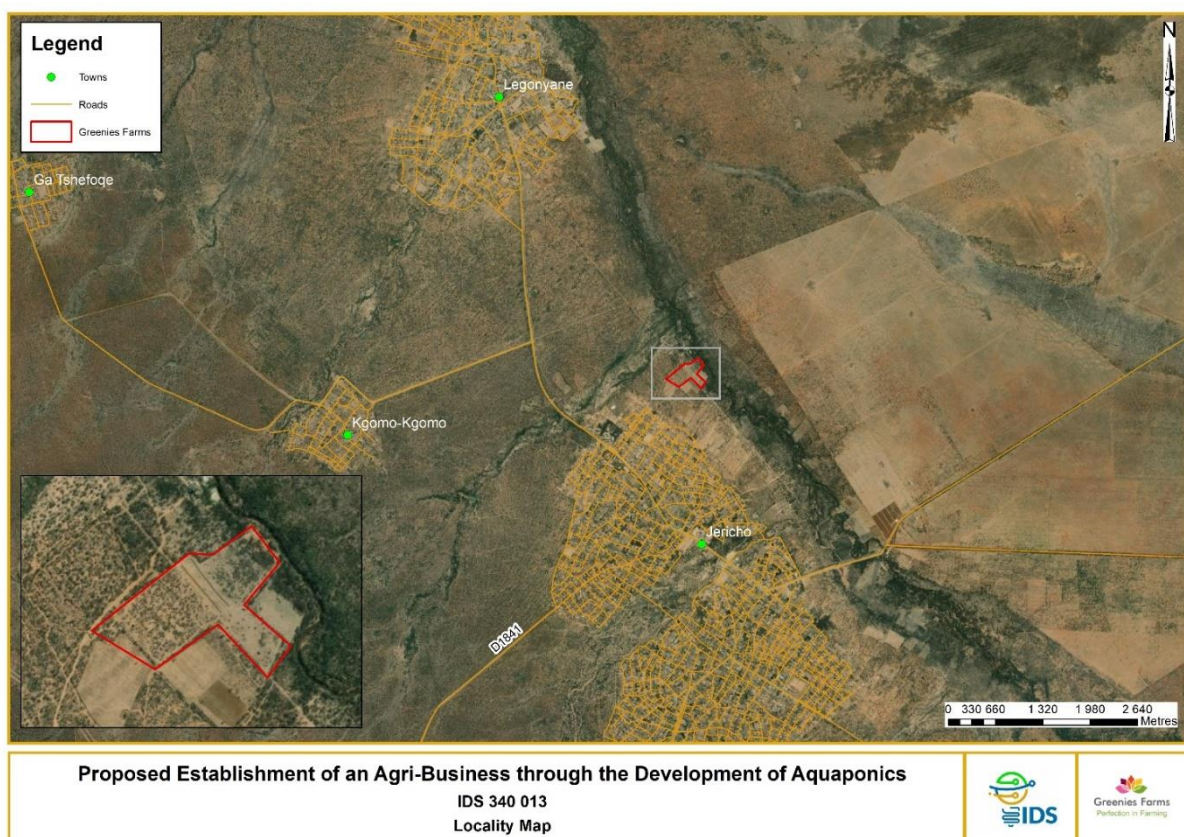 Legend
Towns
Roads
Greenies Farms
N
Legonyane
Ga Tshefoqe
Kgomo-Kgomo
Jericho
D1841
0 330 660 1 320 1 980 2 640
Metres
Proposed Establishment of an Agri-Business through the Development of Aquaponics
IDS 340 013
Locality Map
IDS
Greenies Farms
Perfection in Farming